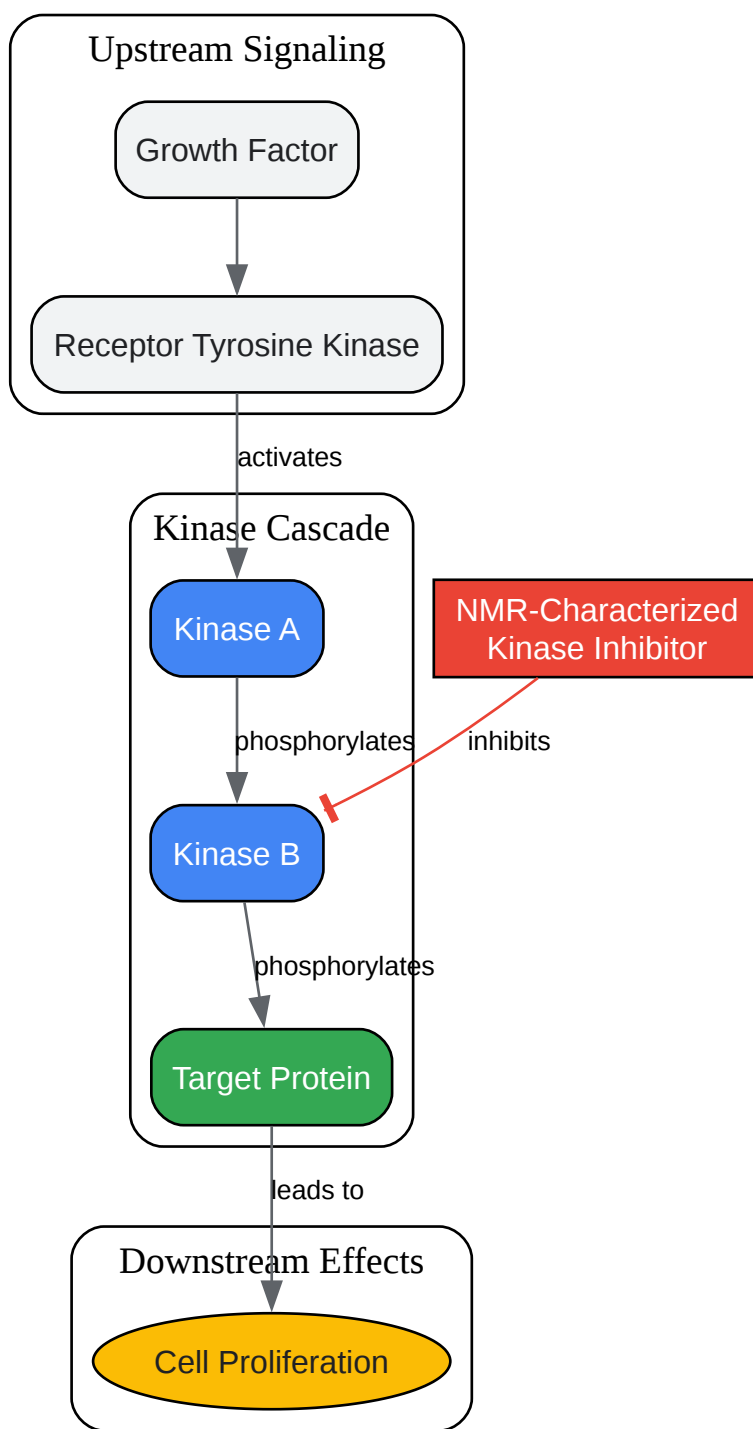 Upstream Signaling
Growth Factor
Receptor Tyrosine Kinase
activates
Kinase Cascade
Kinase A
NMR-Characterized
Kinase Inhibitor
phosphorylates
inhibits
Kinase B
phosphorylates
Target Protein
leads to
Downstream Effects
Cell Proliferation